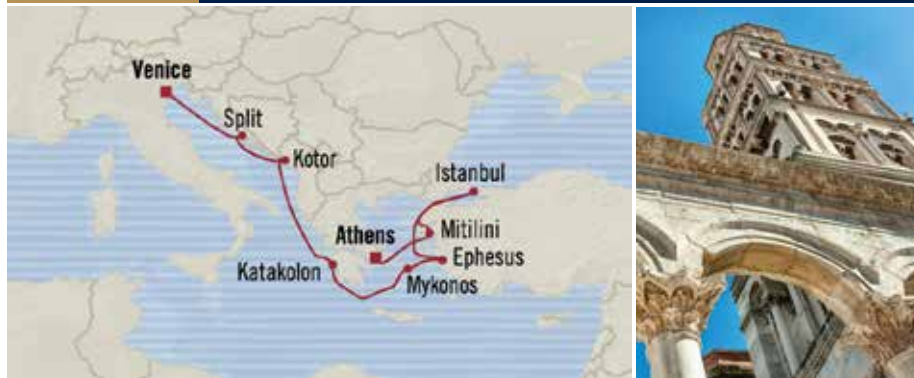 Venice
Split
Kotor
Istanbul
Mitilini
Athens
Ephesus
Katakolon
Mykonos